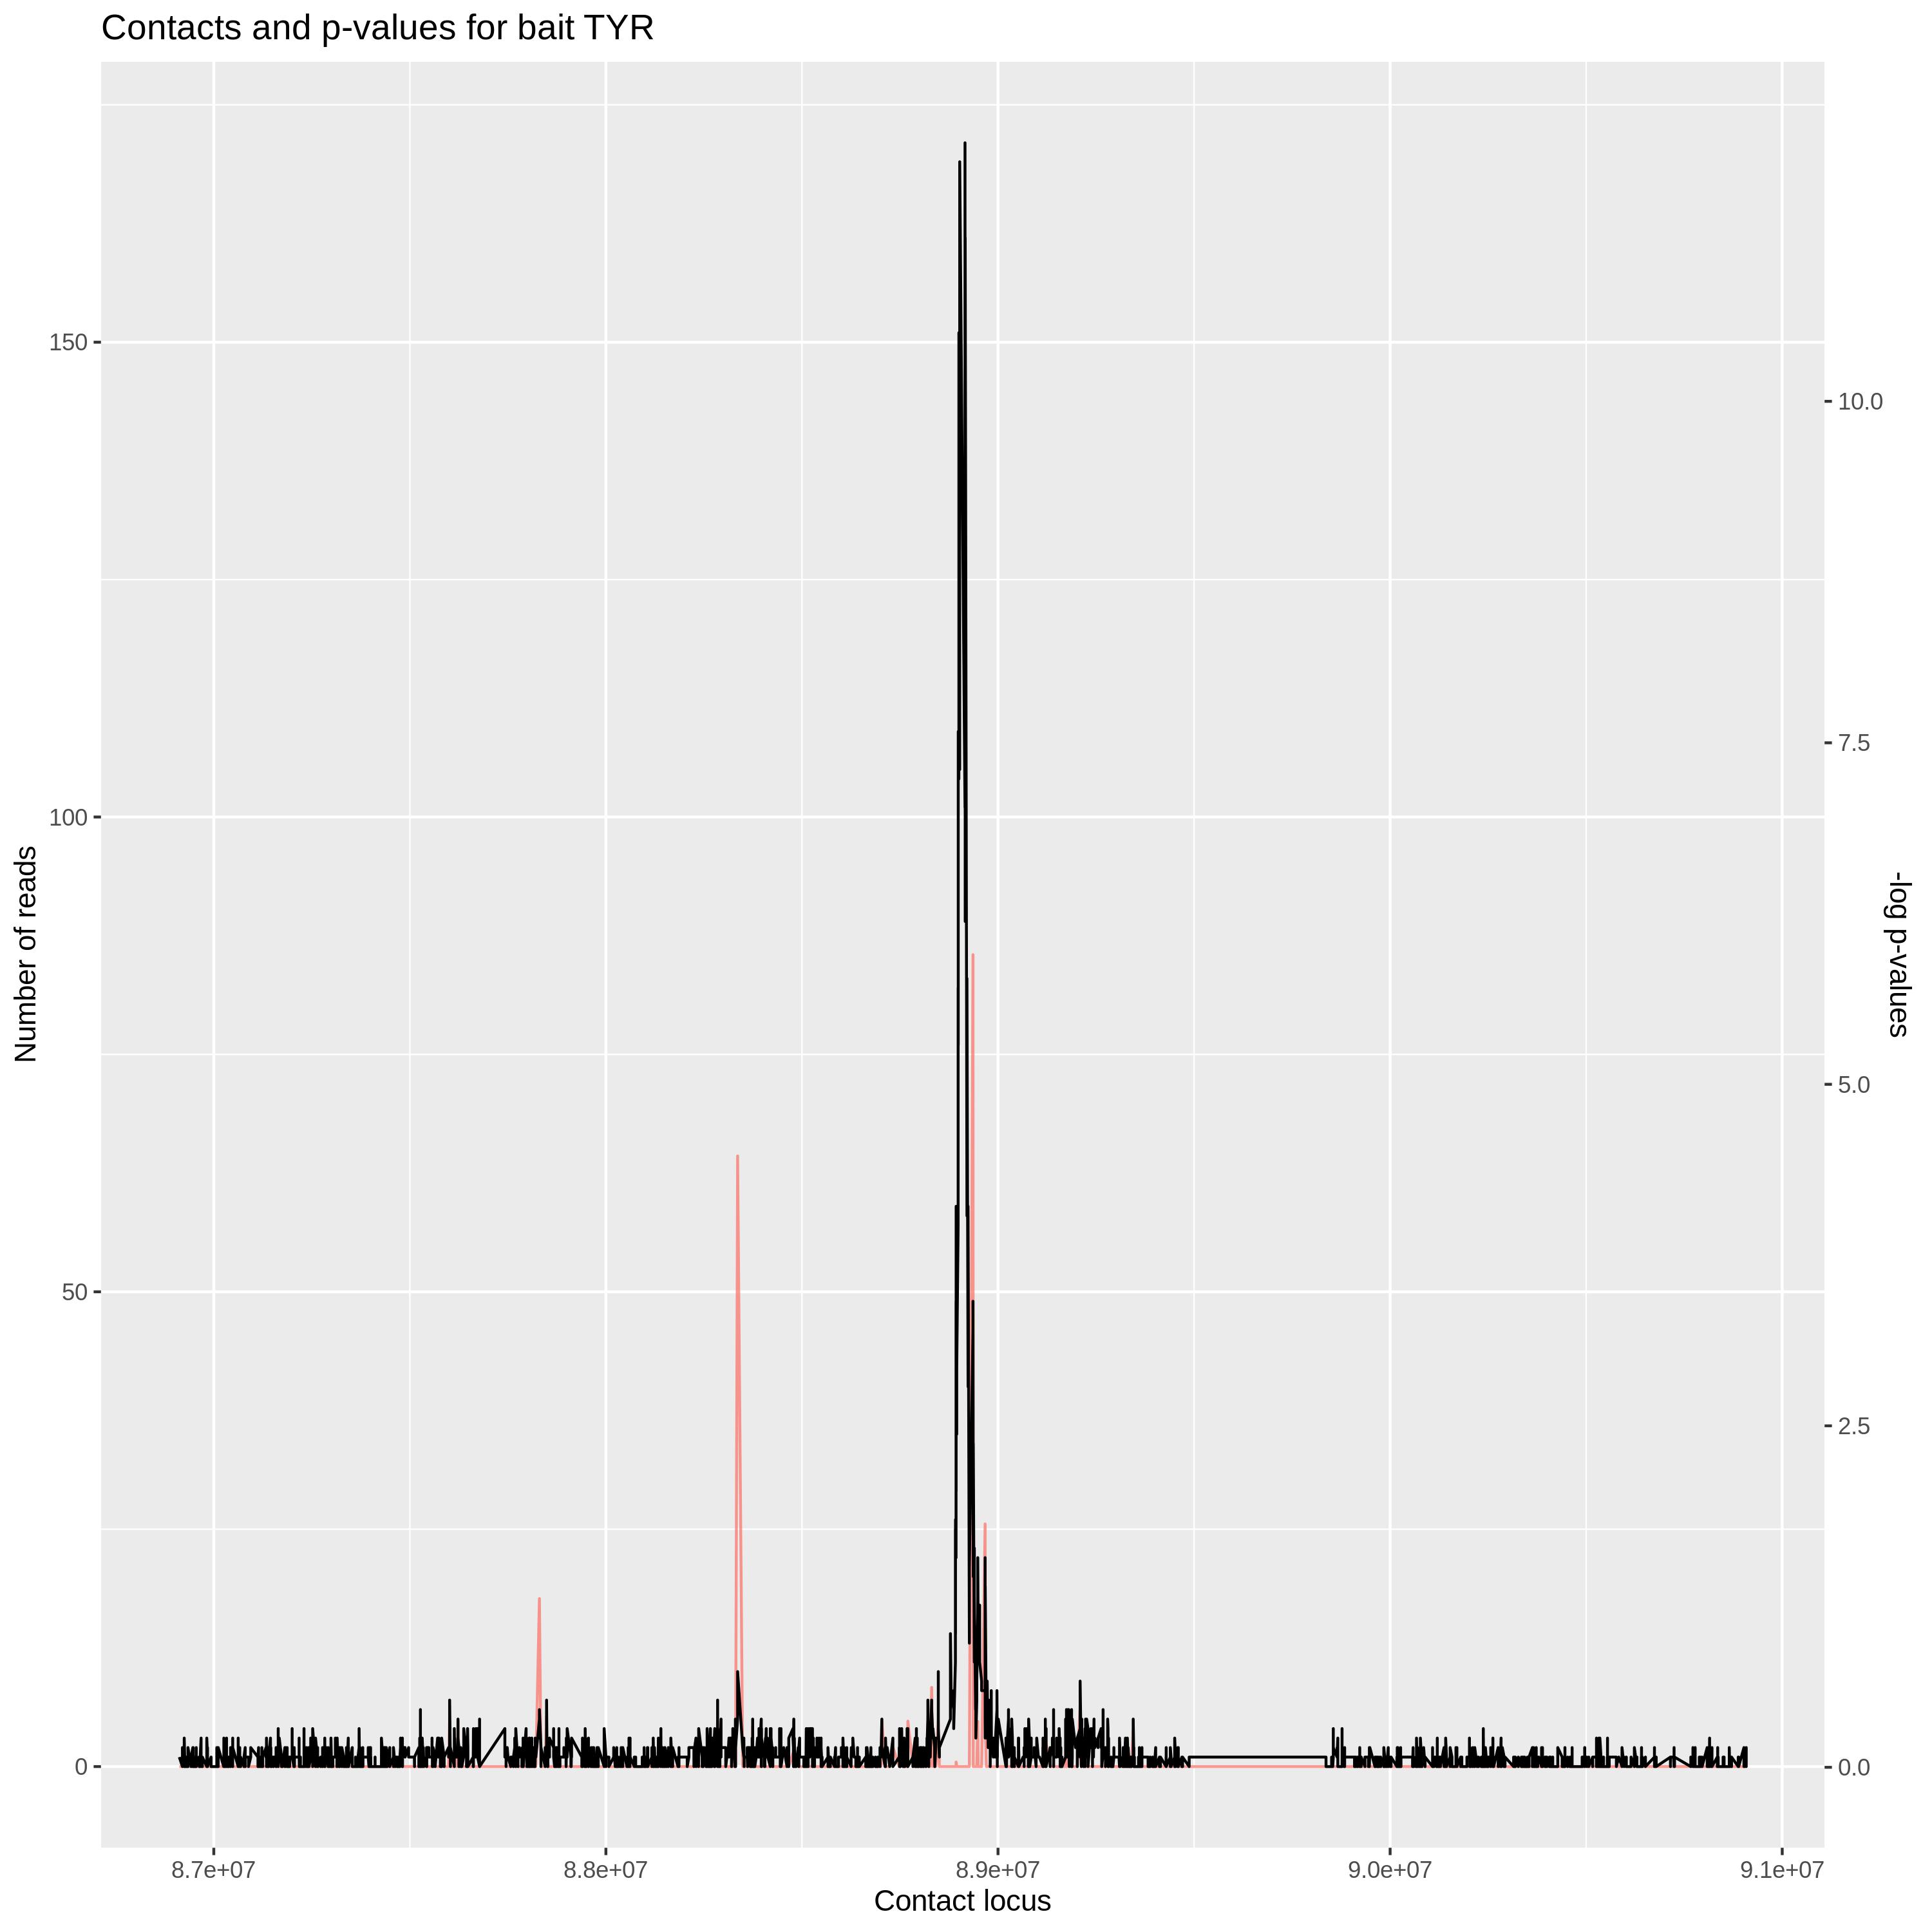 Contacts and p-values for bait TYR
Number of reads
150
100
50
0
10.0
7.5
5.0
2.5
0.0
-log p-values
8.7e+07 8.8e+07 8.9e+07 9.0e+07 9.1e+07
Contact locus